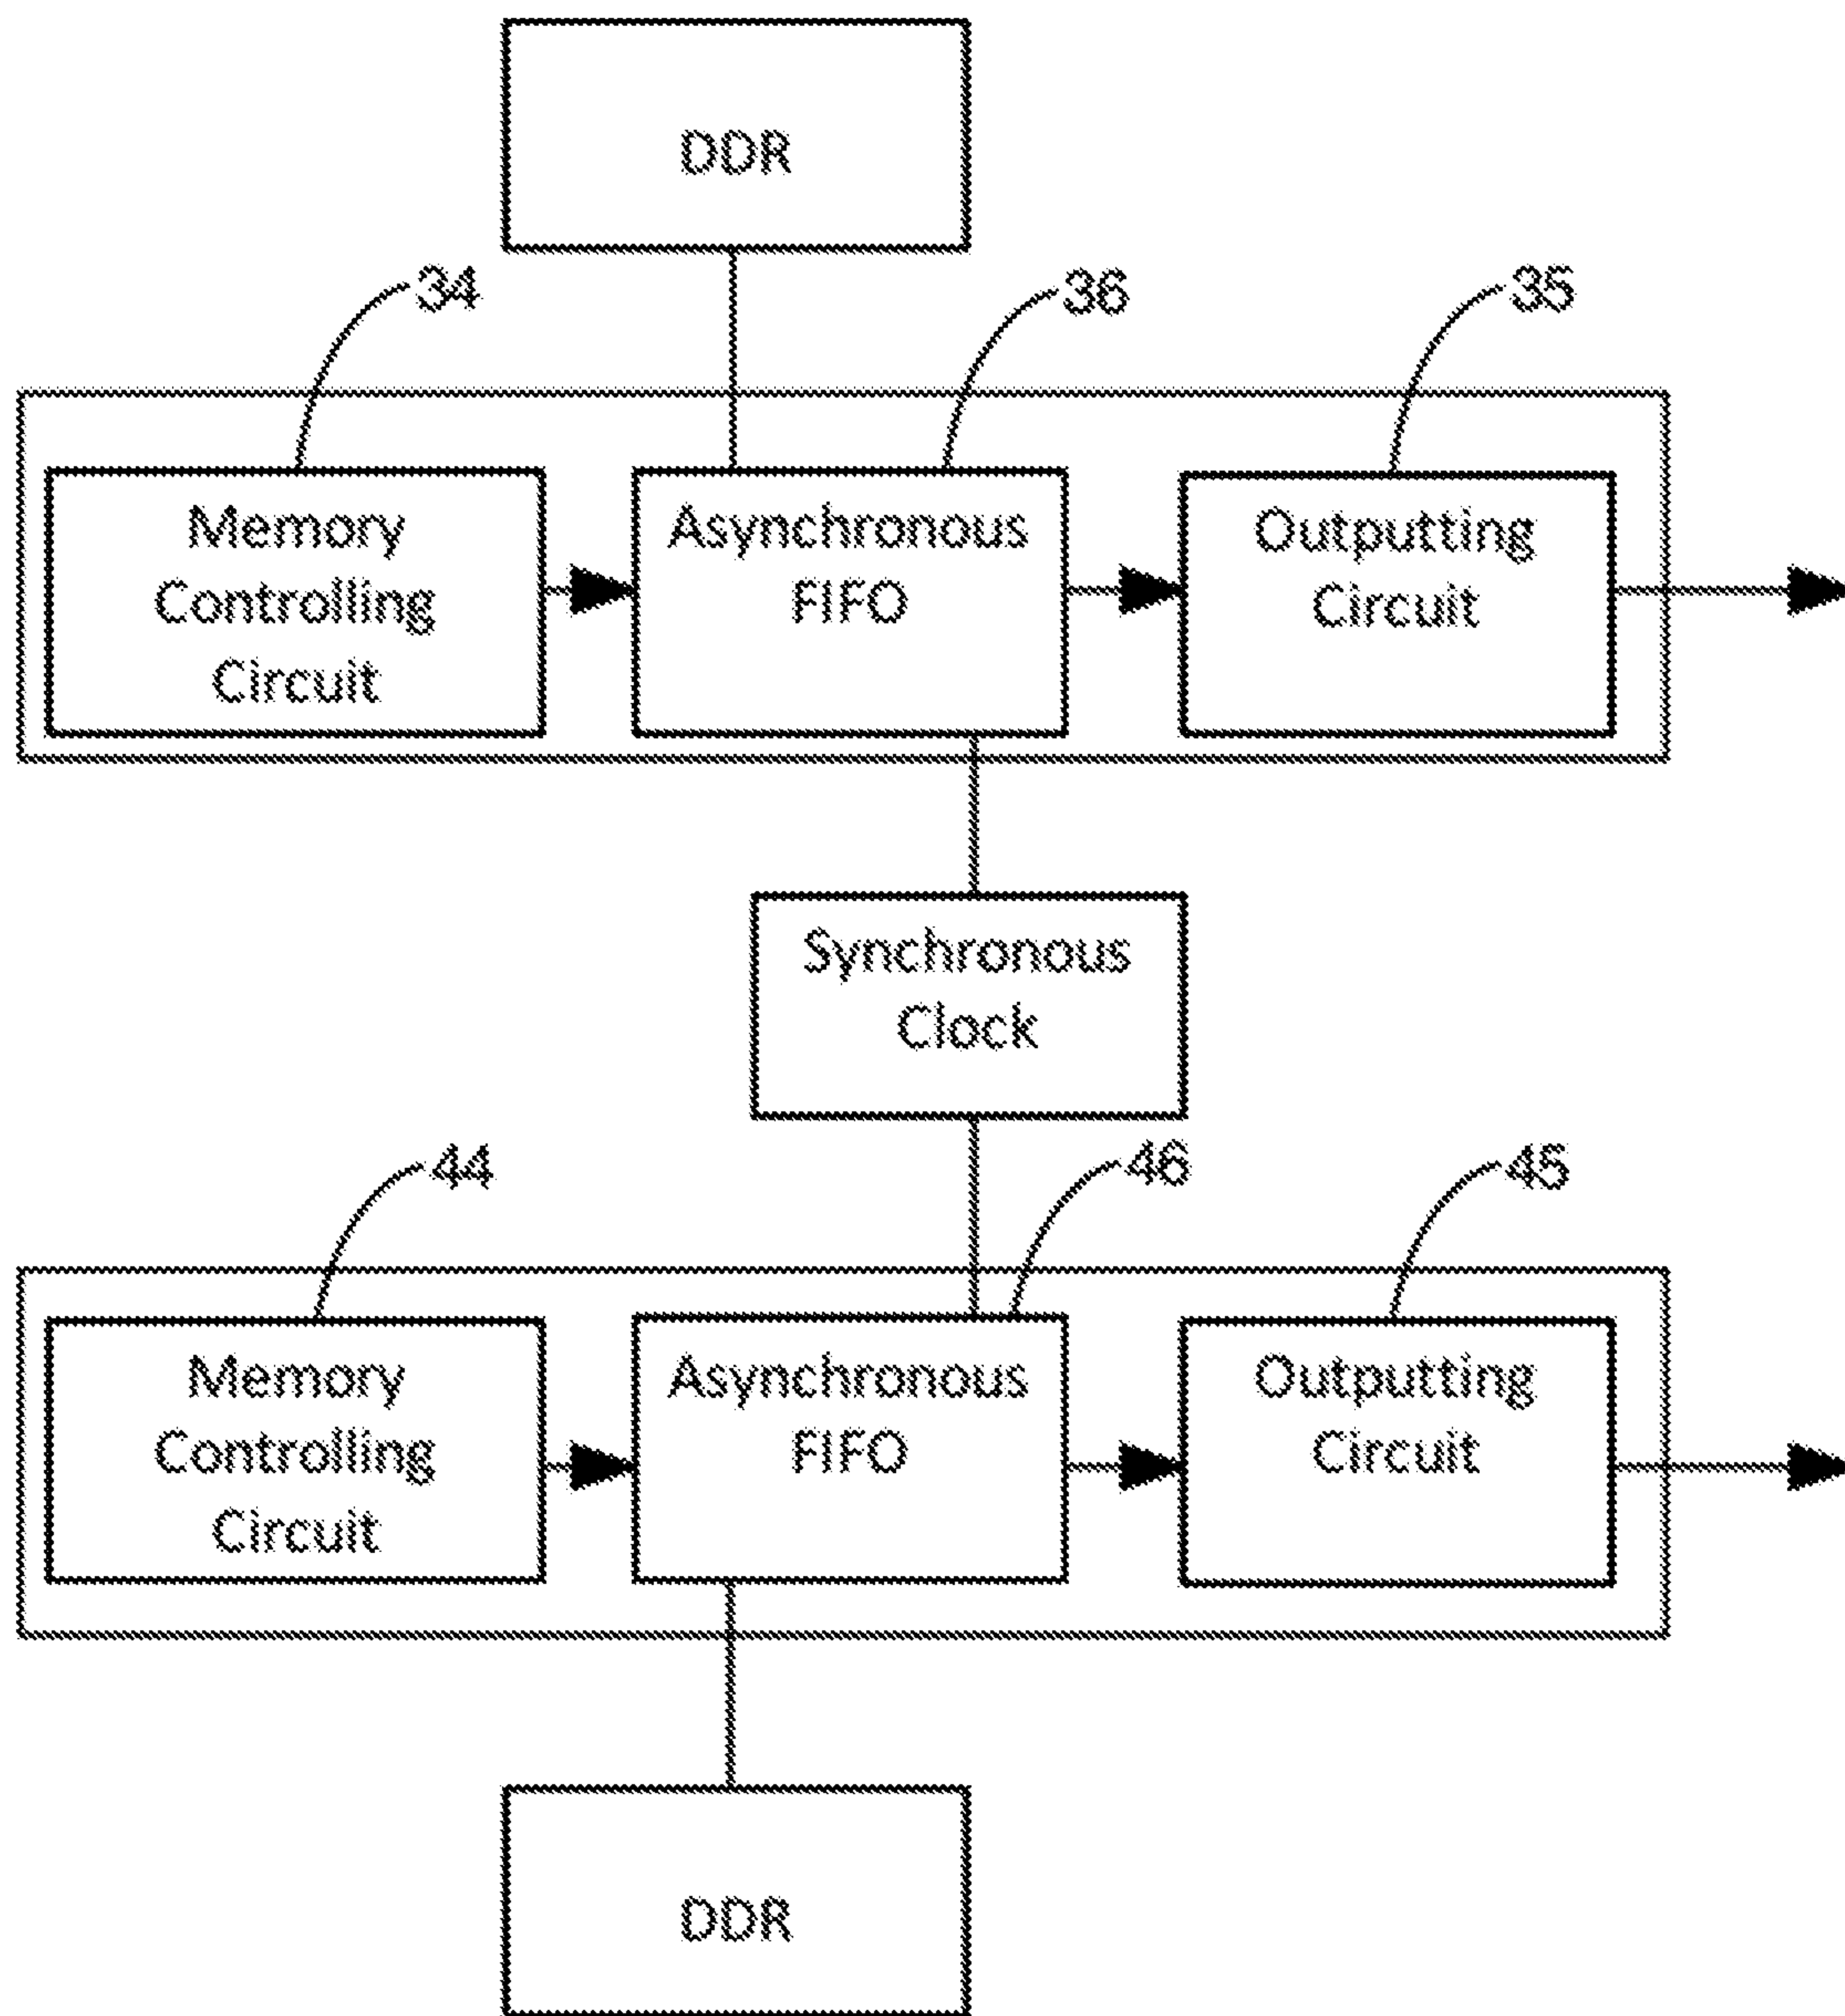 DDR
34
36
35
Memory
Controlling
Circuit
Asynchronous
FIFO
Outputting
Circuit
Synchronous
Clock
44
46
45
Memory
Controlling
Circuit
Asynchronous
FIFO
Outputting
Circuit
DDR